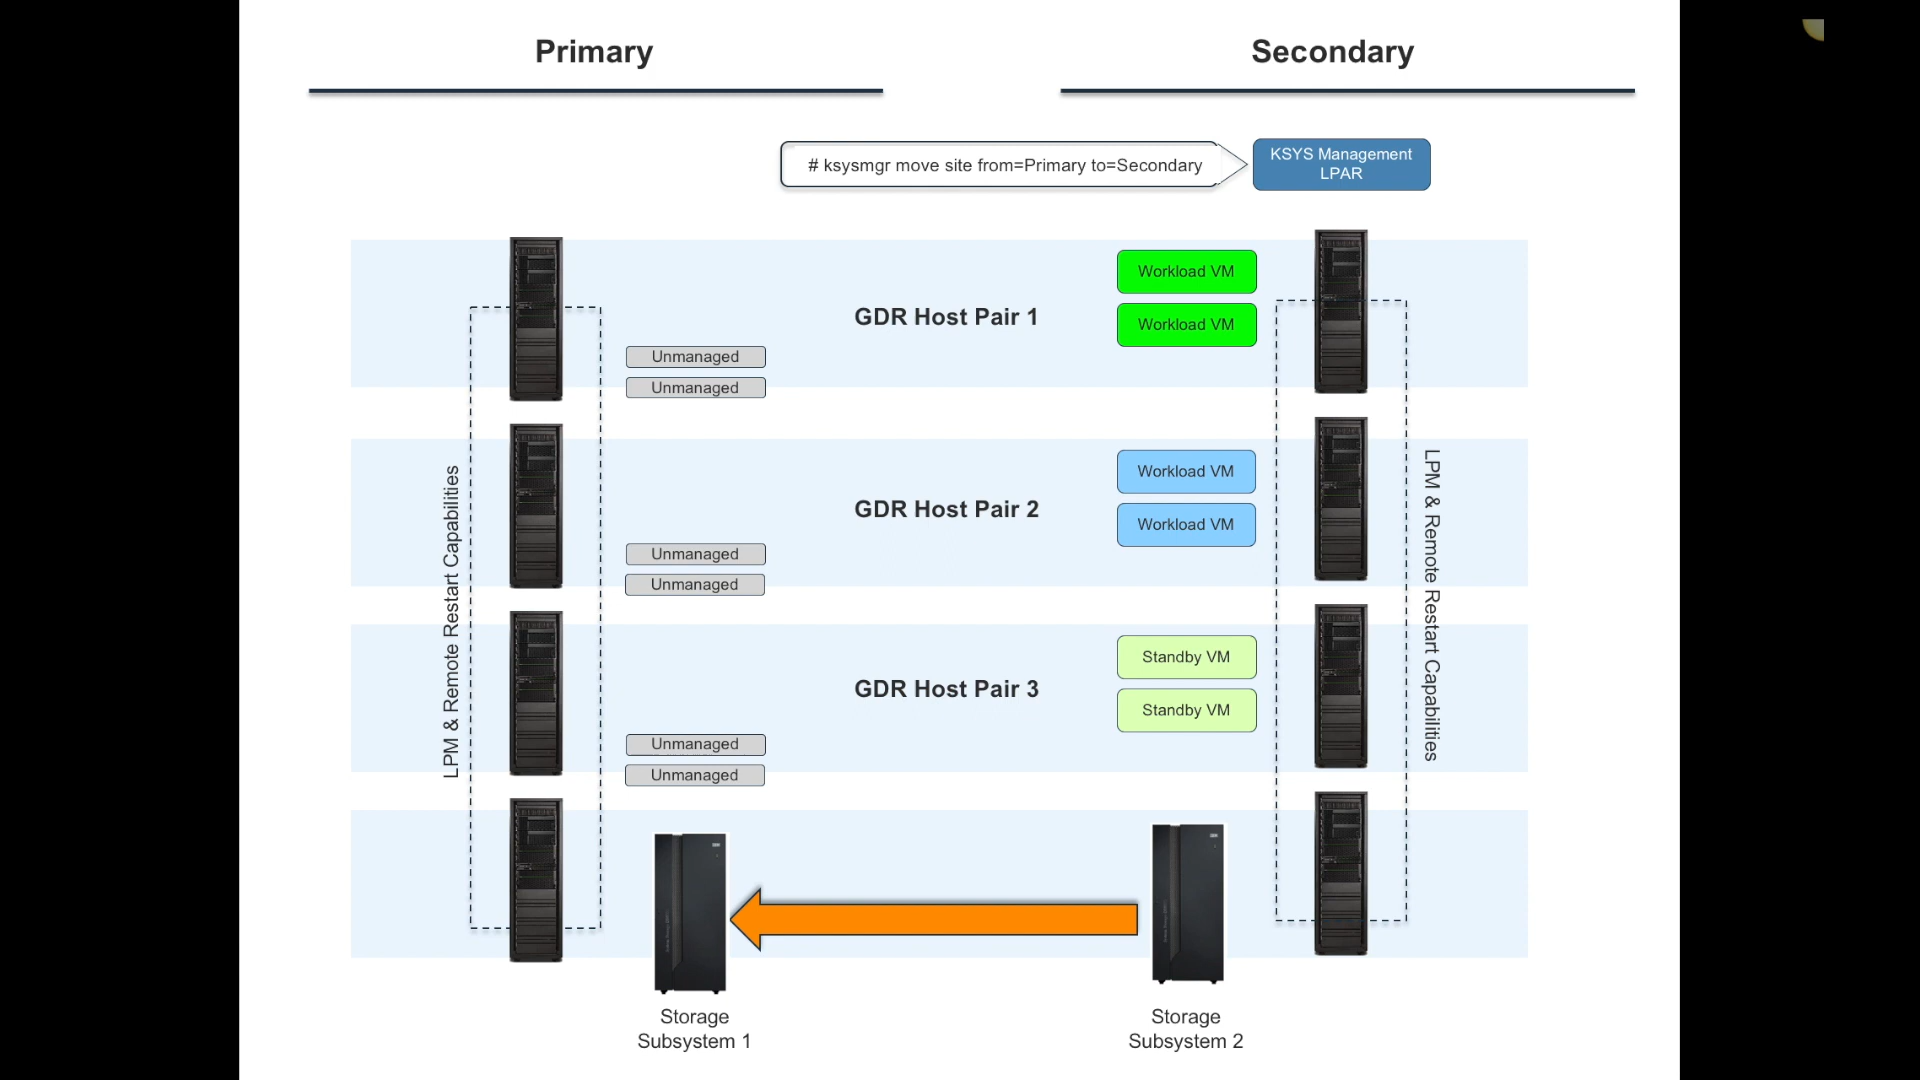 Primary
Secondary
# ksysmgr move site from=Primary to=Secondary
KSYS Management
LPAR
Workload VM
GDR Host Pair 1
Workload VM
Unmanaged
Unmanaged
LPM & Remote Restart Capabilities
LPM & Remote Restart Capabilities
Workload VM
GDR Host Pair 2
Workload VM
Unmanaged
Unmanaged
Standby VM
GDR Host Pair 3
Standby VM
Unmanaged
Unmanaged
Storage
Subsystem 1
Storage
Subsystem 2